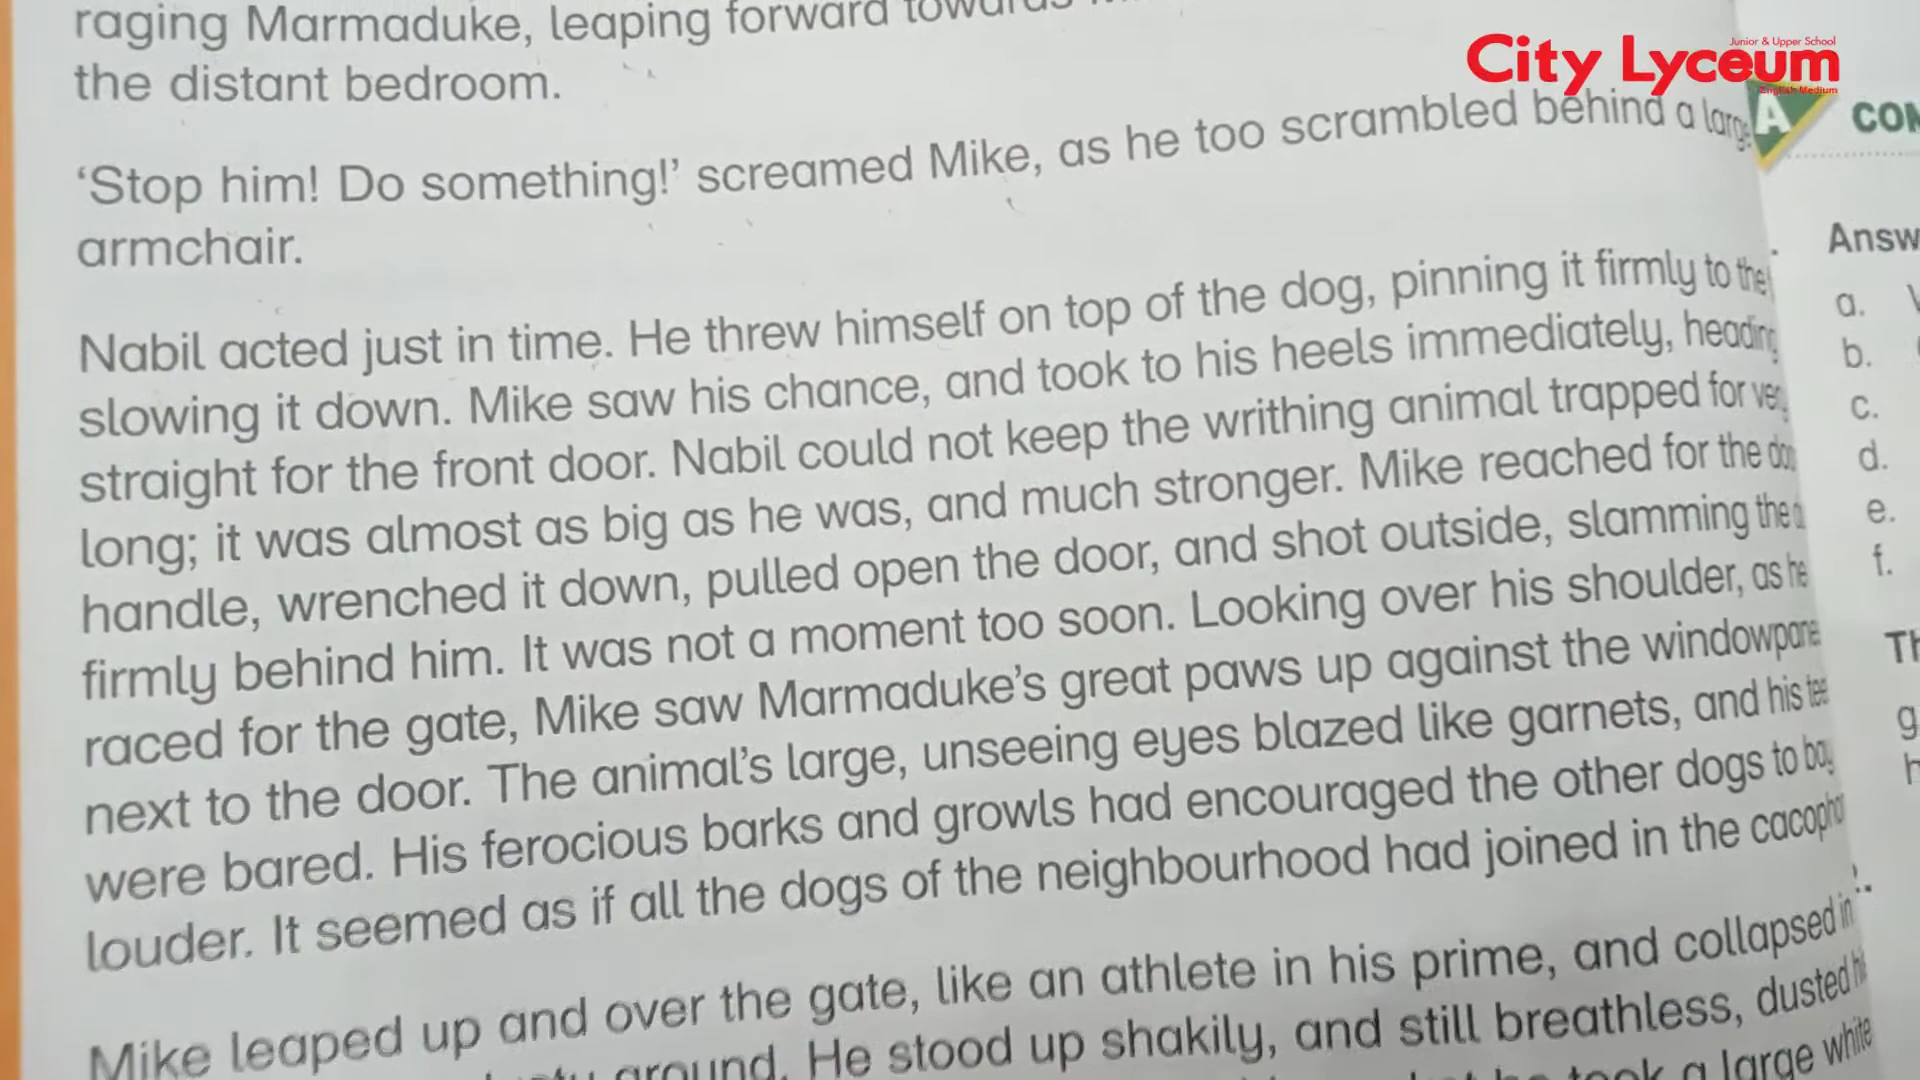 raging Marmaduke, leaping forward towards
the distant bedroom.
‘Stop him! Do something!’ screamed Mike, as he too scrambled behind a large
armchair.
Nabil acted just in time. He threw himself on top of the dog, pinning it firmly to the
slowing it down. Mike saw his chance, and took to his heels immediately, heading
straight for the front door. Nabil could not keep the writhing animal trapped for very
long; it was almost as big as he was, and much stronger. Mike reached for the
handle, wrenched it down, pulled open the door, and shot outside, slamming the
firmly behind him. It was not a moment too soon. Looking over his shoulder, as he
raced for the gate, Mike saw Marmaduke’s great paws up against the windowpane
next to the door. The animal’s large, unseeing eyes blazed like garnets, and his
were bared. His ferocious barks and growls had encouraged the other dogs to
louder. It seemed as if all the dogs of the neighbourhood had joined in the
Mike leaped up and over the gate, like an athlete in his prime, and collapsed in
ground. He stood up shakily, and still breathless, dusted
took a large white
City Lyceum
Junior & Upper School
English Medium
A
Answ
a.
b.
c.
d.
e.
f.